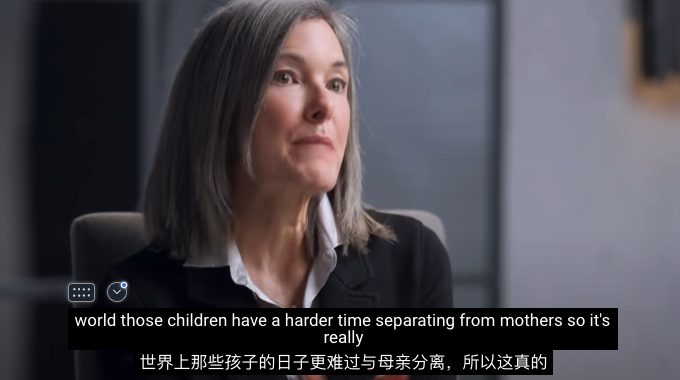 world those children have a harder time separating from mothers so it's
really
世界上那些孩子的日子更难过与母亲分离，所以这真的